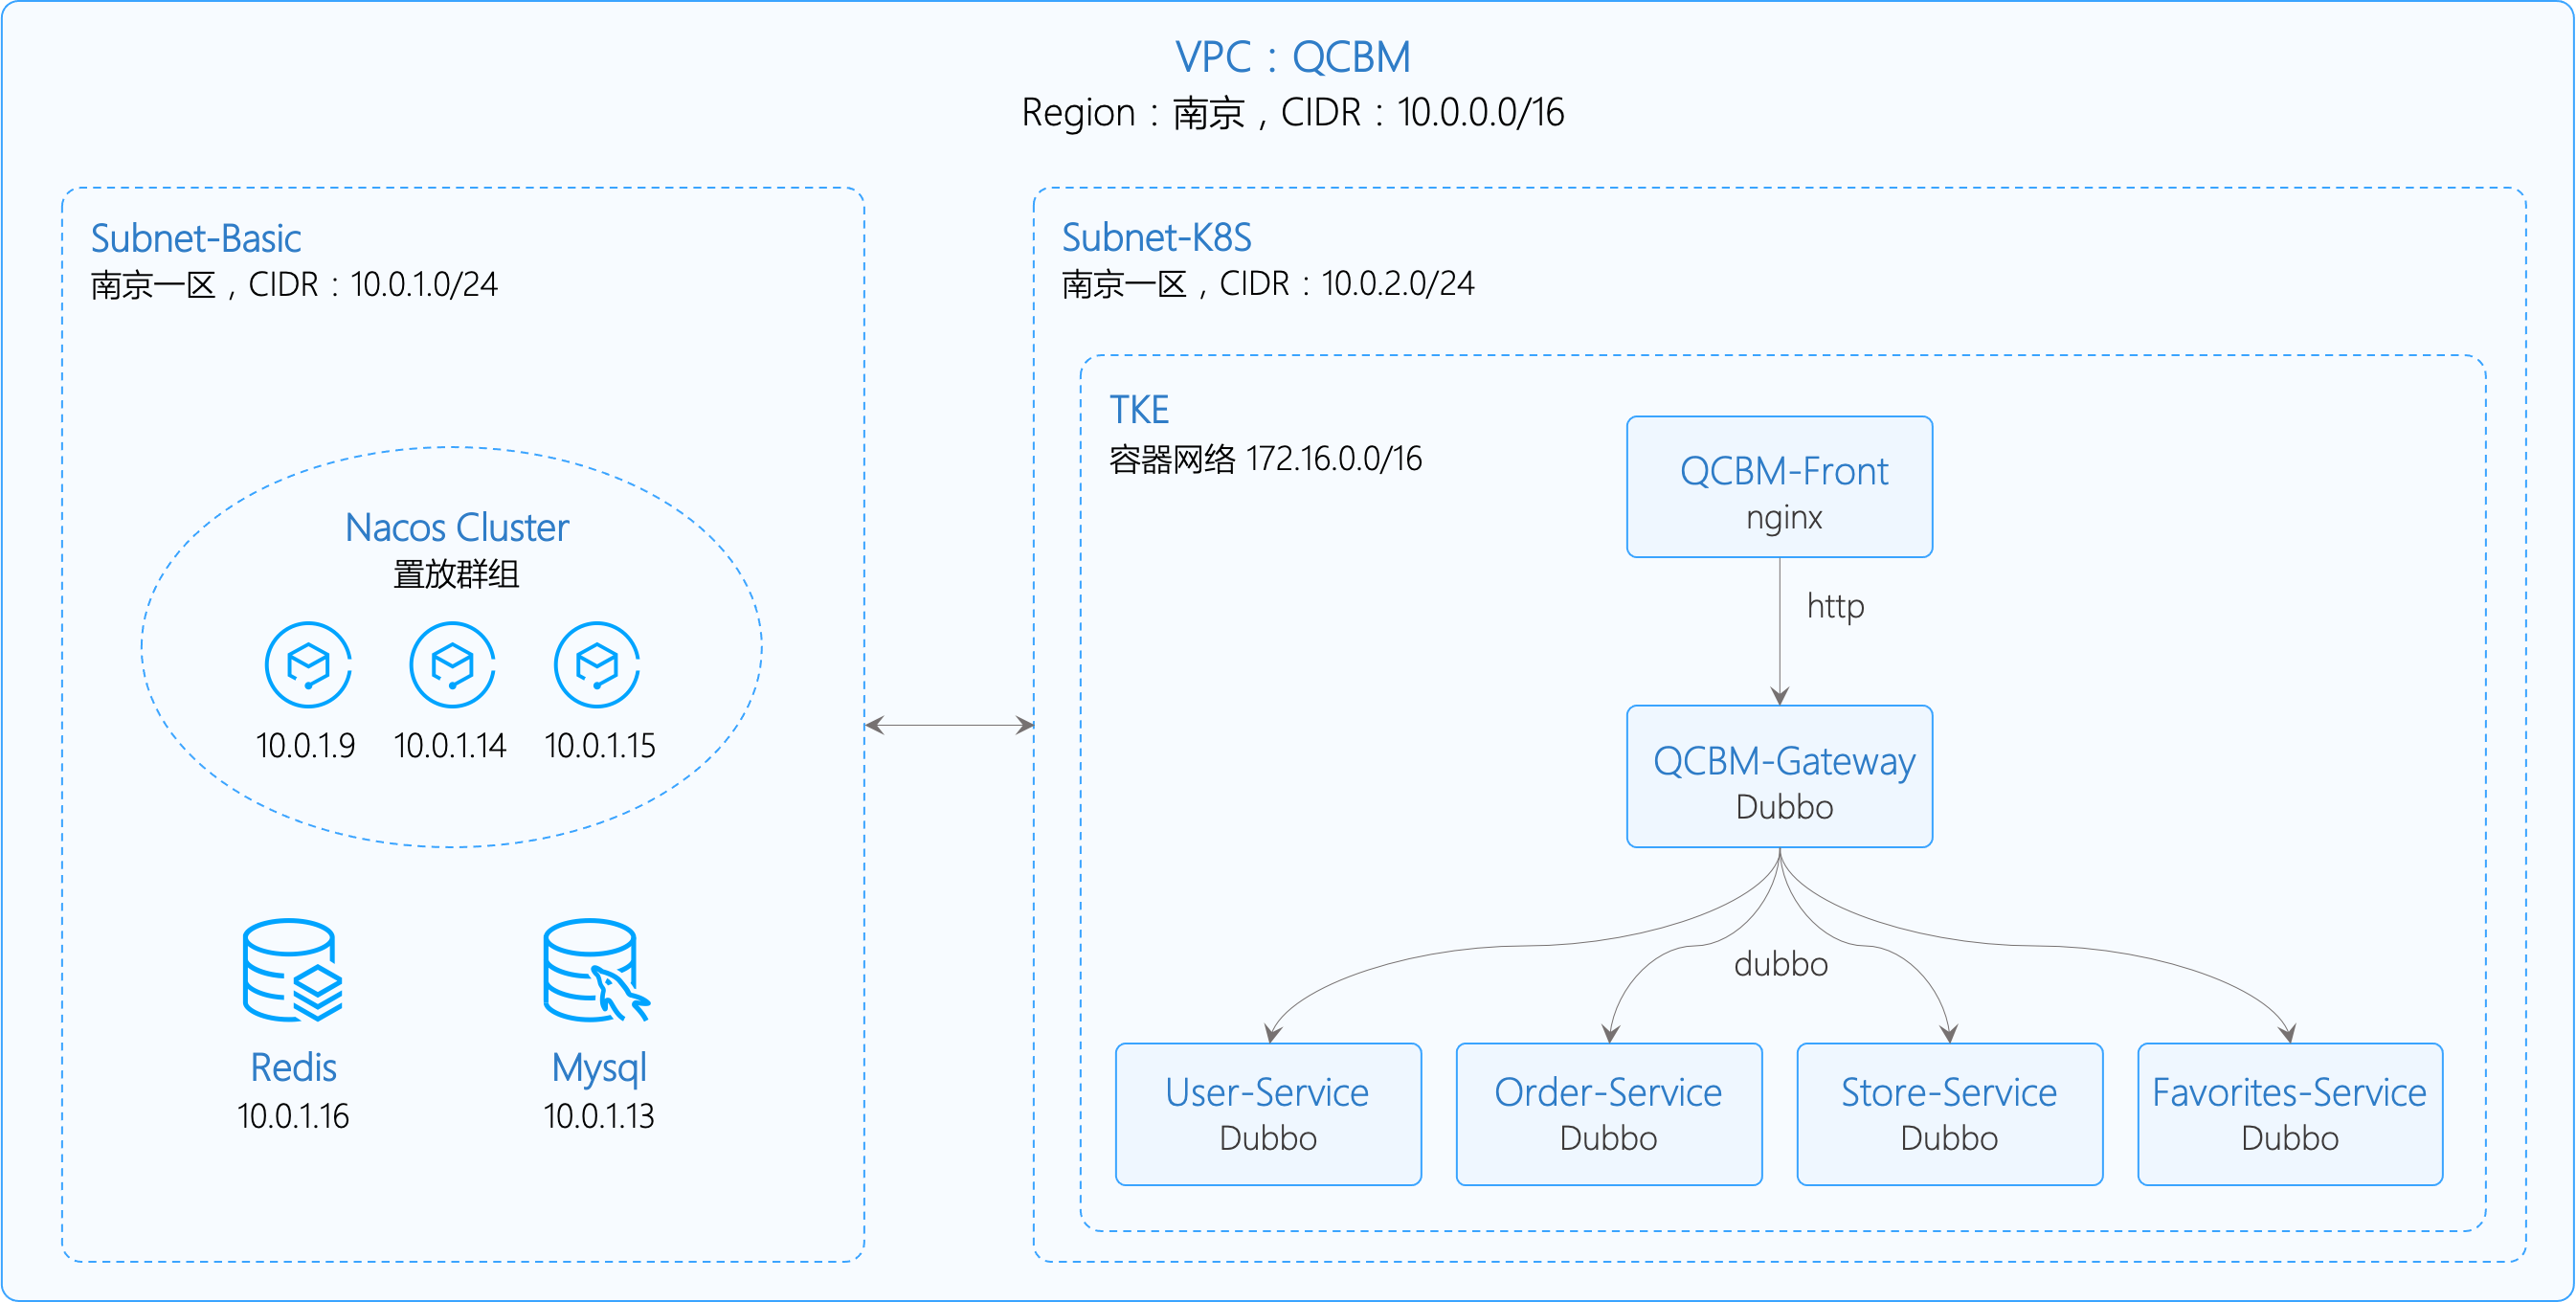 VPC：QCBM
Region：南京，CIDR：10.0.0.0/16
Subnet-Basic
南京一区，CIDR：10.0.1.0/24
Nacos Cluster
置放群组
10.0.1.9
10.0.1.14
10.0.1.15
Redis
10.0.1.16
Mysql
10.0.1.13
Subnet-K8S
南京一区，CIDR：10.0.2.0/24
TKE
容器网络 172.16.0.0/16
QCBM-Front
nginx
http
QCBM-Gateway
Dubbo
dubbo
User-Service
Dubbo
Order-Service
Dubbo
Store-Service
Dubbo
Favorites-Service
Dubbo